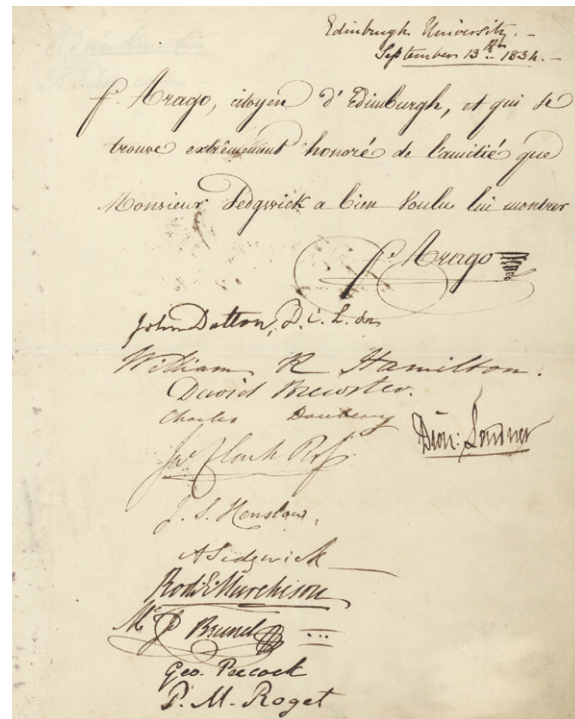 Edinburgh University. -
September 13th 1834. -
f. Arago, citoyen d'Edimburgh, et qui se
trouve extrêmement honoré de l'amitié que
Monsieur Sedgwick a bien voulu lui montrer
f. Arago
John Dalton, D.C.L. &c
William R Hamilton.
David Brewster.
Charles Daubeny
Dion: Lardner
Jas Clark Prof.
J. S. Henslow,
A Sedgwick
Rod I Murchison
Brunel
Geo. Peacock
P. M. Roget